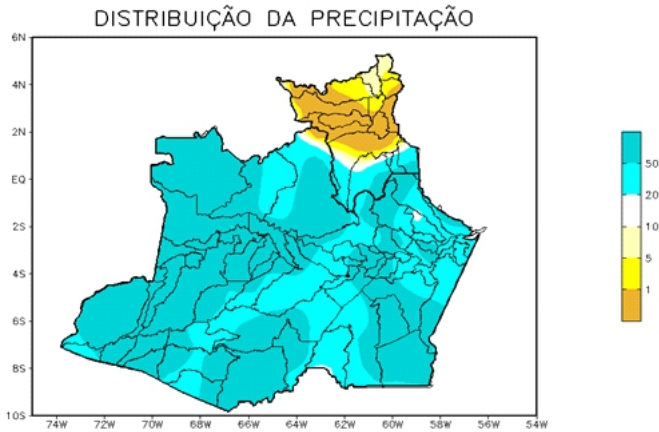 DISTRIBUIÇÃO DA PRECIPITAÇÃO
6N
4N
2N
EQ
2S
4S
6S
8S
10S
74W 72W 70W 68W 66W 64W 62W 60W 58W 56W 54W
50
20
10
5
1